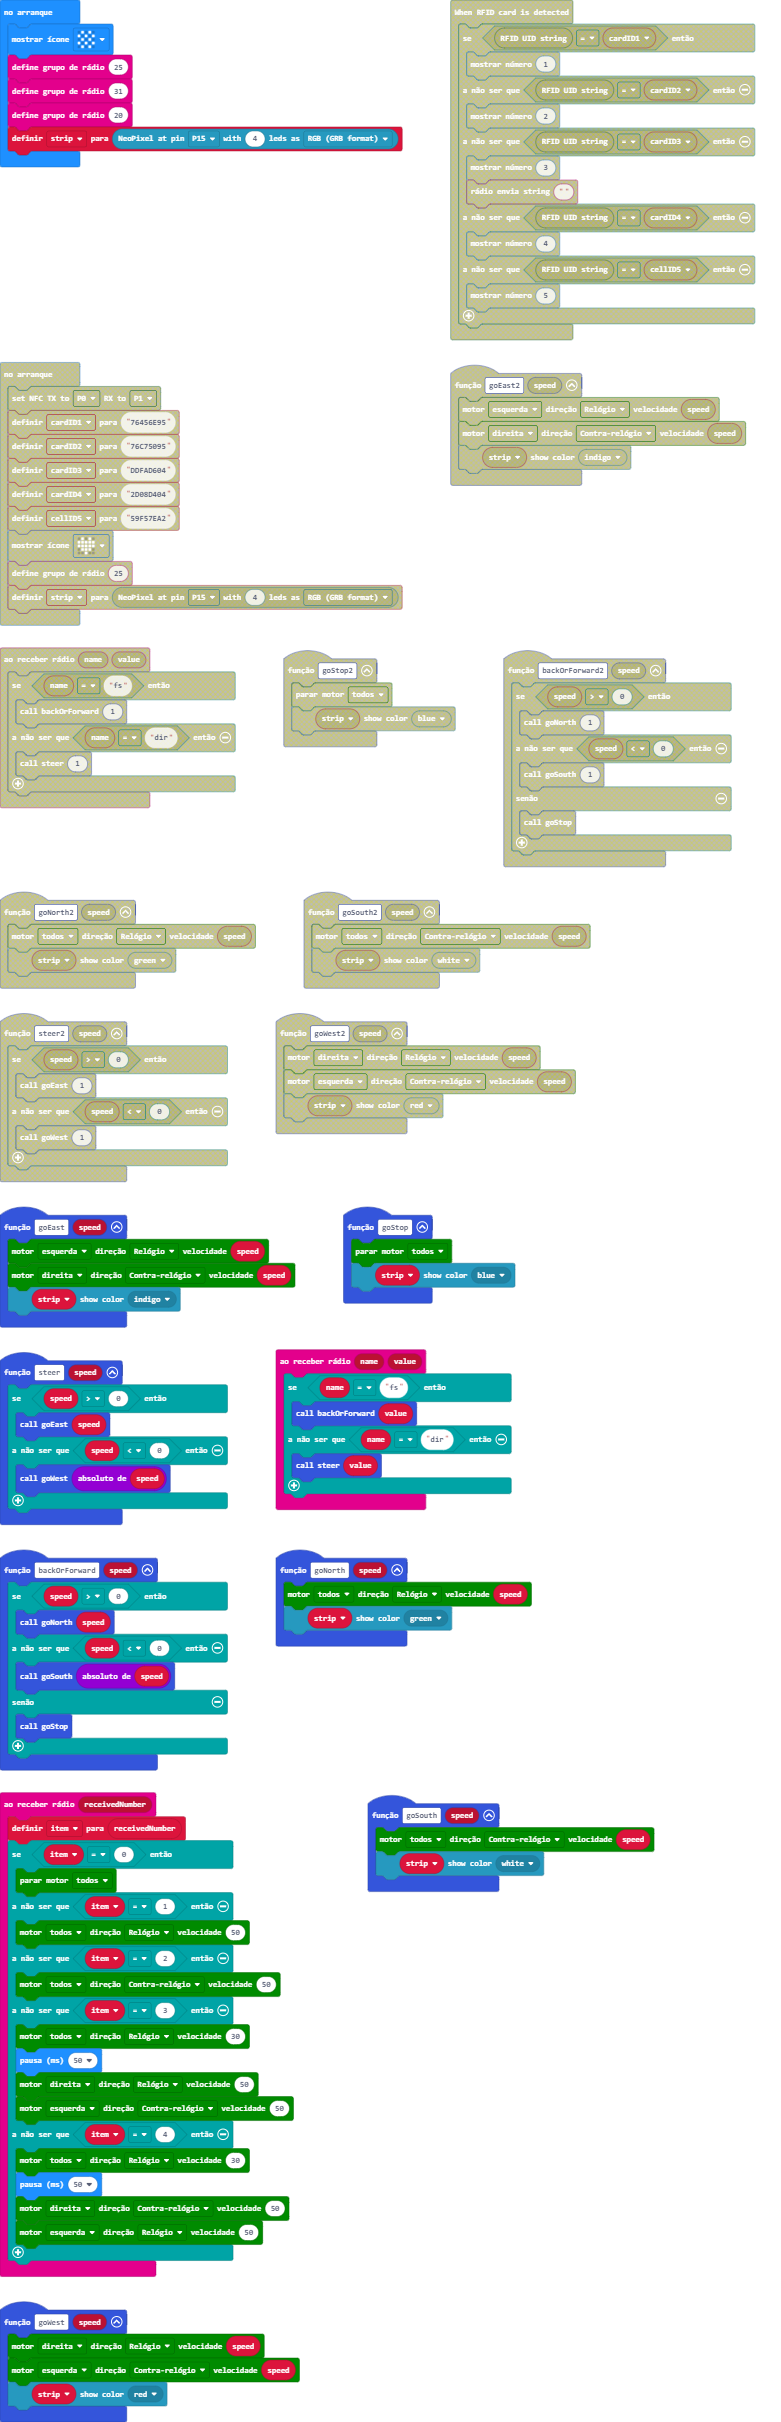 no arranque
mostrar ícone
define grupo de rádio 25
define grupo de rádio 31
define grupo de rádio 20
definir strip para NeoPixel at pin P15 with 4 leds as RGB (GRB format)
When RFID card is detected
se RFID UID string = cardID1 então
mostrar número 1
a não ser que RFID UID string = cardID2 então
mostrar número 2
a não ser que RFID UID string = cardID3 então
mostrar número 3
rádio envia string ""
a não ser que RFID UID string = cardID4 então
mostrar número 4
a não ser que RFID UID string = cellID5 então
mostrar número 5
no arranque
set NFC TX to P0 RX to P1
definir cardID1 para "76456E95"
definir cardID2 para "76C75095"
definir cardID3 para "DDFAD604"
definir cardID4 para "2D08D404"
definir cellID5 para "59F57EA2"
mostrar ícone
define grupo de rádio 25
definir strip para NeoPixel at pin P15 with 4 leds as RGB (GRB format)
função goEast2 speed
motor esquerda direção Relógio velocidade speed
motor direita direção Contra-relógio velocidade speed
strip show color indigo
ao receber rádio name value
se name = "fs" então
call backOrForward 1
a não ser que name = "dir" então
call steer 1
função goStop2
parar motor todos
strip show color blue
função backOrForward2 speed
se speed > 0 então
call goNorth 1
a não ser que speed < 0 então
call goSouth 1
senão
call goStop
função goNorth2 speed
motor todos direção Relógio velocidade speed
strip show color green
função goSouth2 speed
motor todos direção Contra-relógio velocidade speed
strip show color white
função steer2 speed
se speed > 0 então
call goEast 1
a não ser que speed < 0 então
call goWest 1
função goWest2 speed
motor direita direção Relógio velocidade speed
motor esquerda direção Contra-relógio velocidade speed
strip show color red
função goEast speed
motor esquerda direção Relógio velocidade speed
motor direita direção Contra-relógio velocidade speed
strip show color indigo
função goStop
parar motor todos
strip show color blue
função steer speed
se speed > 0 então
call goEast speed
a não ser que speed < 0 então
call goWest absoluto de speed
ao receber rádio name value
se name = "fs" então
call backOrForward value
a não ser que name = "dir" então
call steer value
função backOrForward speed
se speed > 0 então
call goNorth speed
a não ser que speed < 0 então
call goSouth absoluto de speed
senão
call goStop
função goNorth speed
motor todos direção Relógio velocidade speed
strip show color green
ao receber rádio receivedNumber
definir item para receivedNumber
se item = 0 então
parar motor todos
a não ser que item = 1 então
motor todos direção Relógio velocidade 50
a não ser que item = 2 então
motor todos direção Contra-relógio velocidade 50
a não ser que item = 3 então
motor todos direção Relógio velocidade 30
pausa (ms) 50
motor direita direção Relógio velocidade 50
motor esquerda direção Contra-relógio velocidade 50
a não ser que item = 4 então
motor todos direção Relógio velocidade 30
pausa (ms) 50
motor direita direção Contra-relógio velocidade 50
motor esquerda direção Relógio velocidade 50
função goSouth speed
motor todos direção Contra-relógio velocidade speed
strip show color white
função goWest speed
motor direita direção Relógio velocidade speed
motor esquerda direção Contra-relógio velocidade speed
strip show color red